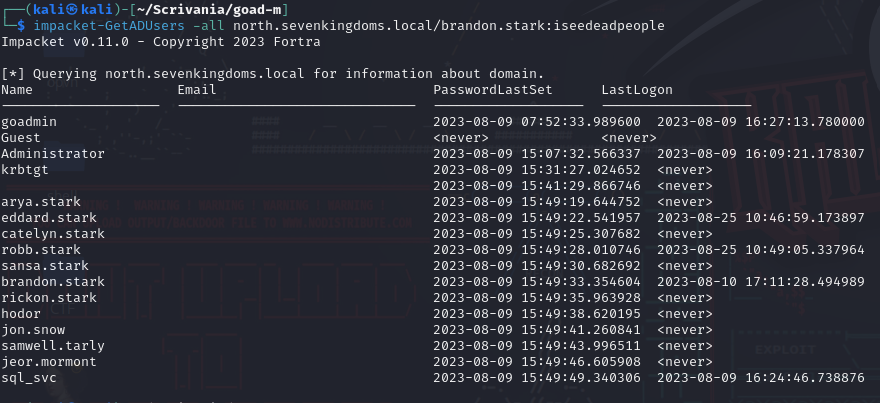 ┌──(kali㉿kali)-[~/Scrivania/goad-m]
└─$ impacket-GetADUsers -all north.sevenkingdoms.local/brandon.stark:iseedeadpeople
Impacket v0.11.0 - Copyright 2023 Fortra
[*] Querying north.sevenkingdoms.local for information about domain.
Name                  Email                           PasswordLastSet      LastLogon
--------------------  ------------------------------  -------------------  -------------------
goadmin                                               2023-08-09 07:52:33.989600  2023-08-09 16:27:13.780000
Guest                                                 <never>              <never>
Administrator                                         2023-08-09 15:07:32.566337  2023-08-09 16:09:21.178307
krbtgt                                                2023-08-09 15:31:27.024652  <never>
                                                      2023-08-09 15:41:29.866746  <never>
arya.stark                                            2023-08-09 15:49:19.644752  <never>
eddard.stark                                          2023-08-09 15:49:22.541957  2023-08-25 10:46:59.173897
catelyn.stark                                         2023-08-09 15:49:25.307682  <never>
robb.stark                                            2023-08-09 15:49:28.010746  2023-08-25 10:49:05.337964
sansa.stark                                           2023-08-09 15:49:30.682692  <never>
brandon.stark                                         2023-08-09 15:49:33.354604  2023-08-10 17:11:28.494989
rickon.stark                                          2023-08-09 15:49:35.963928  <never>
hodor                                                 2023-08-09 15:49:38.620195  <never>
jon.snow                                              2023-08-09 15:49:41.260841  <never>
samwell.tarly                                         2023-08-09 15:49:43.996511  <never>
jeor.mormont                                          2023-08-09 15:49:46.605908  <never>
sql_svc                                               2023-08-09 15:49:49.340306  2023-08-09 16:24:46.738876